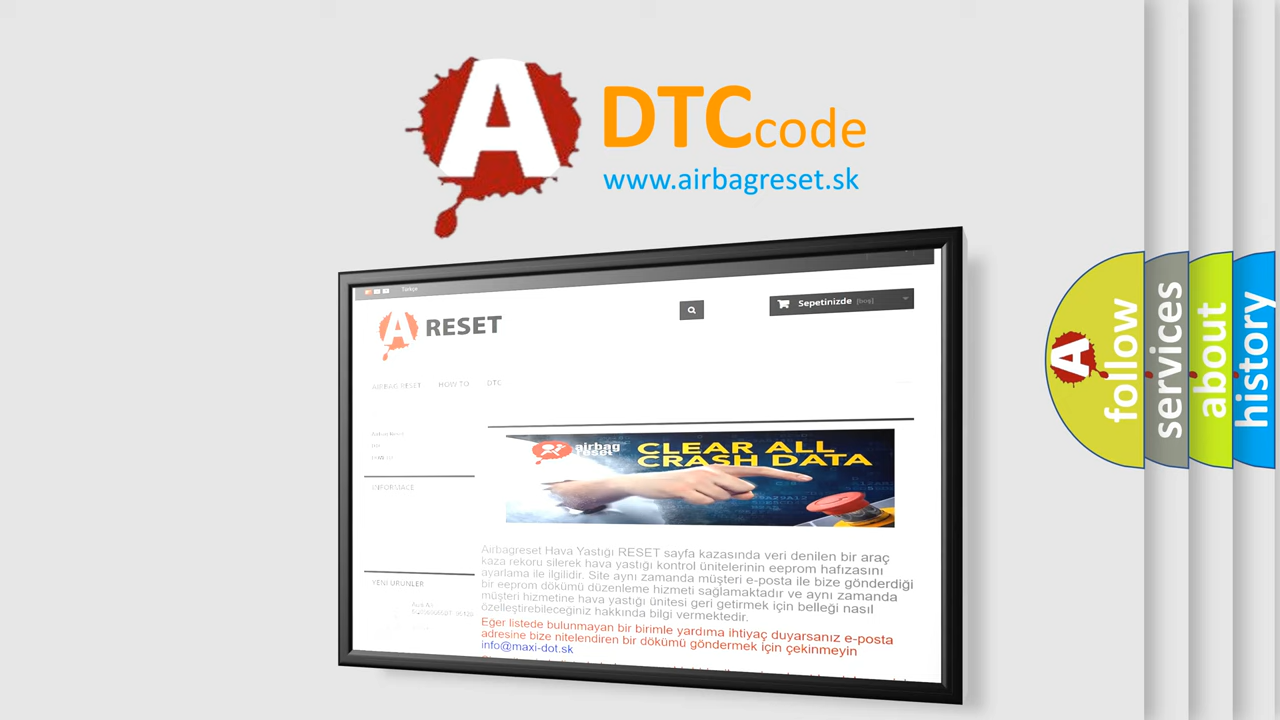 A
DTC code
www.airbagreset.sk
Türkçe
A RESET
Sepetinizde [boş]
AIRBAG RESET HOW TO DTC
INFORMACE
airbag
reset
CLEAR ALL
CRASH DATA
Airbagreset Hava Yastığı RESET sayfa kazasında veri denilen bir araç
kaza rekoru silerek hava yastığı kontrol ünitelerinin eeprom hafızasını
ayarlama ile ilgilidir. Site aynı zamanda müşteri e-posta ile bize gönderdiği
bir eeprom dökümü düzenleme hizmeti sağlamaktadır ve aynı zamanda
müşteri hizmetine hava yastığı ünitesi geri getirmek için belleği nasıl
özelleştirebileceğiniz hakkında bilgi vermektedir.
Eğer listede bulunmayan bir birimle yardıma ihtiyaç duyarsanız e-posta
adresine bize nitelendiren bir dökümü göndermek için çekinmeyin
info@maxi-dot.sk
YENI ÜRÜNLER
A
follow
services
about
history